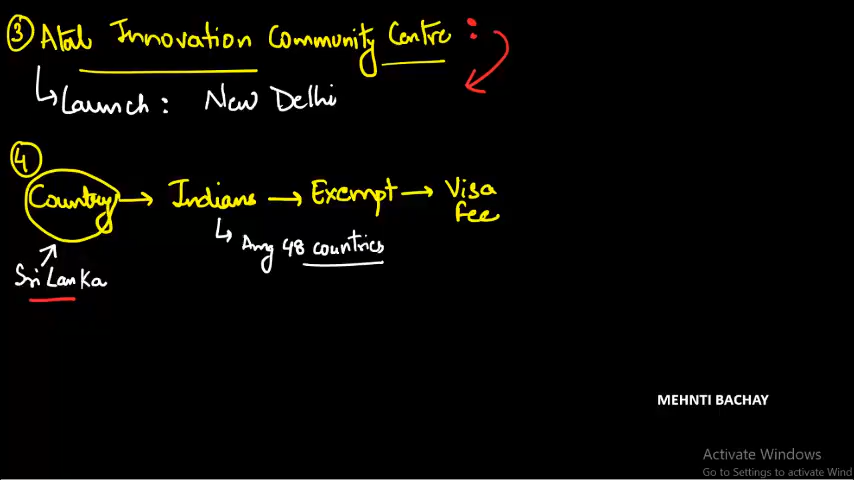 ③ Atal Innovation Community Centre :
Launch : New Delhi
④
Country → Indians → Exempt → Visa fee
Amg 48 countries
Sri Lanka
MEHNTI BACHAY
Activate Windows
Go to Settings to activate Wind